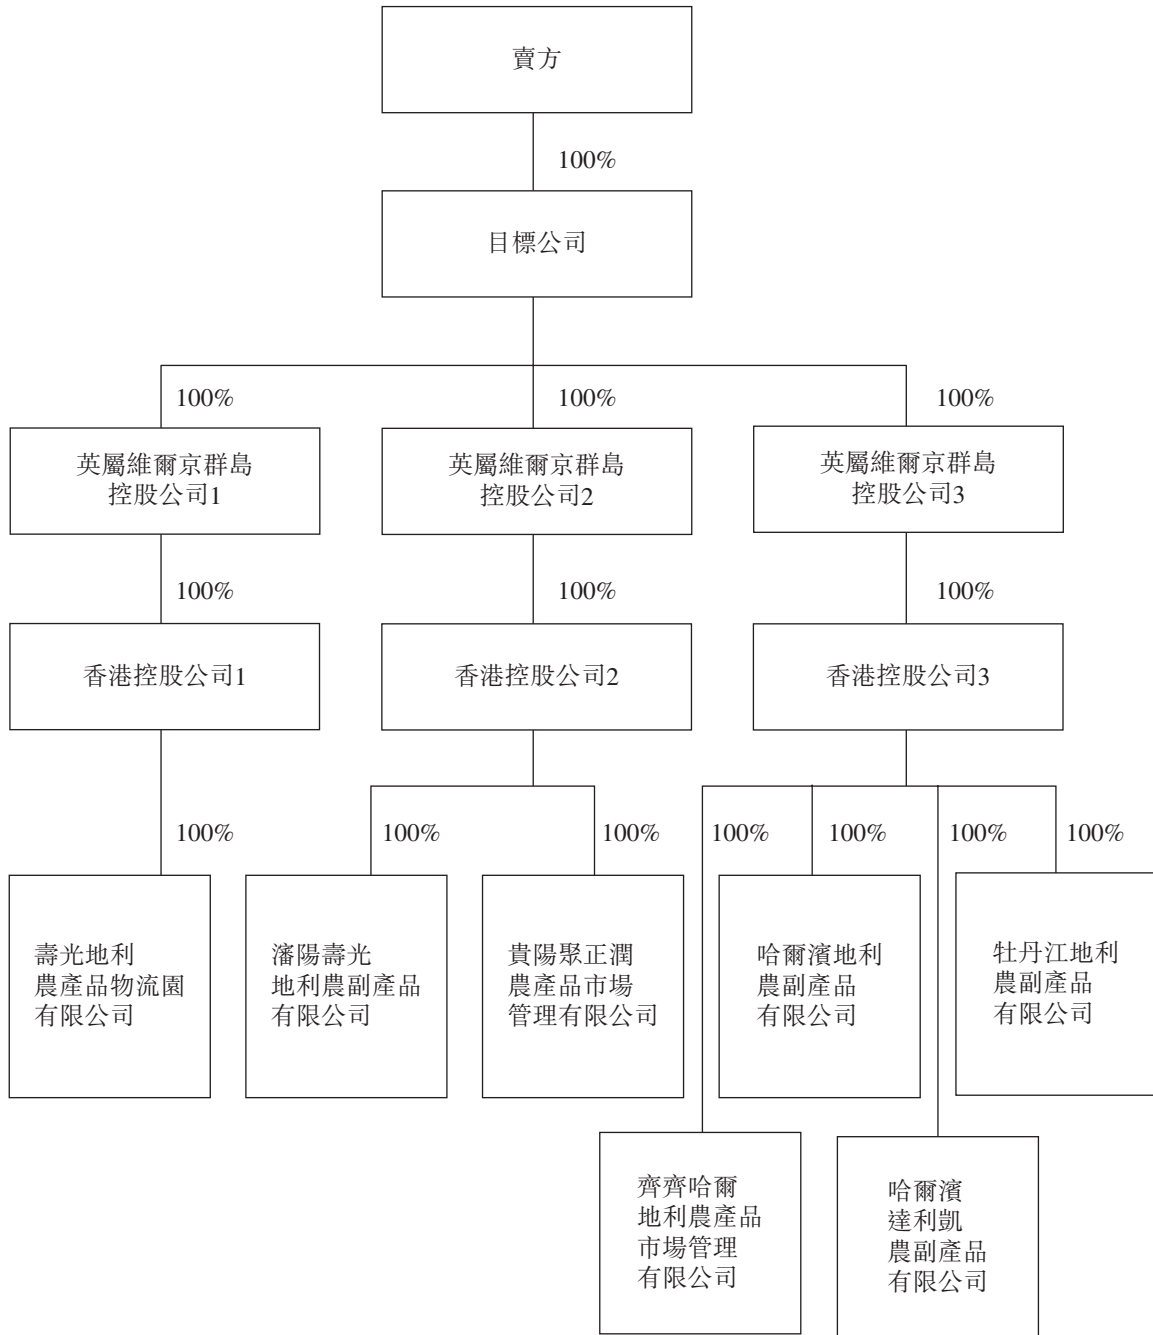 賣方
100%
目標公司
100%
100%
100%
英屬維爾京群島
控股公司1
英屬維爾京群島
控股公司2
英屬維爾京群島
控股公司3
100%
100%
100%
香港控股公司1
香港控股公司2
香港控股公司3
100%
100%
100%
100%
100%
100%
100%
壽光地利
農產品物流園
有限公司
瀋陽壽光
地利農副產品
有限公司
貴陽聚正潤
農產品市場
管理有限公司
哈爾濱地利
農副產品
有限公司
牡丹江地利
農副產品
有限公司
齊齊哈爾
地利農產品
市場管理
有限公司
哈爾濱
達利凱
農副產品
有限公司